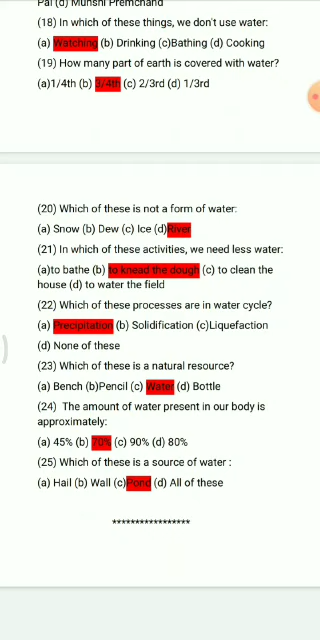 Pal (d) Munshi Premchand
(18) In which of these things, we don't use water:
(a) Watching (b) Drinking (c)Bathing (d) Cooking
(19) How many part of earth is covered with water?
(a)1/4th (b) 3/4th (c) 2/3rd (d) 1/3rd
(20) Which of these is not a form of water:
(a) Snow (b) Dew (c) Ice (d)River
(21) In which of these activities, we need less water:
(a)to bathe (b) to knead the dough (c) to clean the
house (d) to water the field
(22) Which of these processes are in water cycle?
(a) Precipitation (b) Solidification (c)Liquefaction
(d) None of these
(23) Which of these is a natural resource?
(a) Bench (b)Pencil (c) Water (d) Bottle
(24) The amount of water present in our body is
approximately:
(a) 45% (b) 70% (c) 90% (d) 80%
(25) Which of these is a source of water :
(a) Hail (b) Wall (c)Pond (d) All of these
*****************